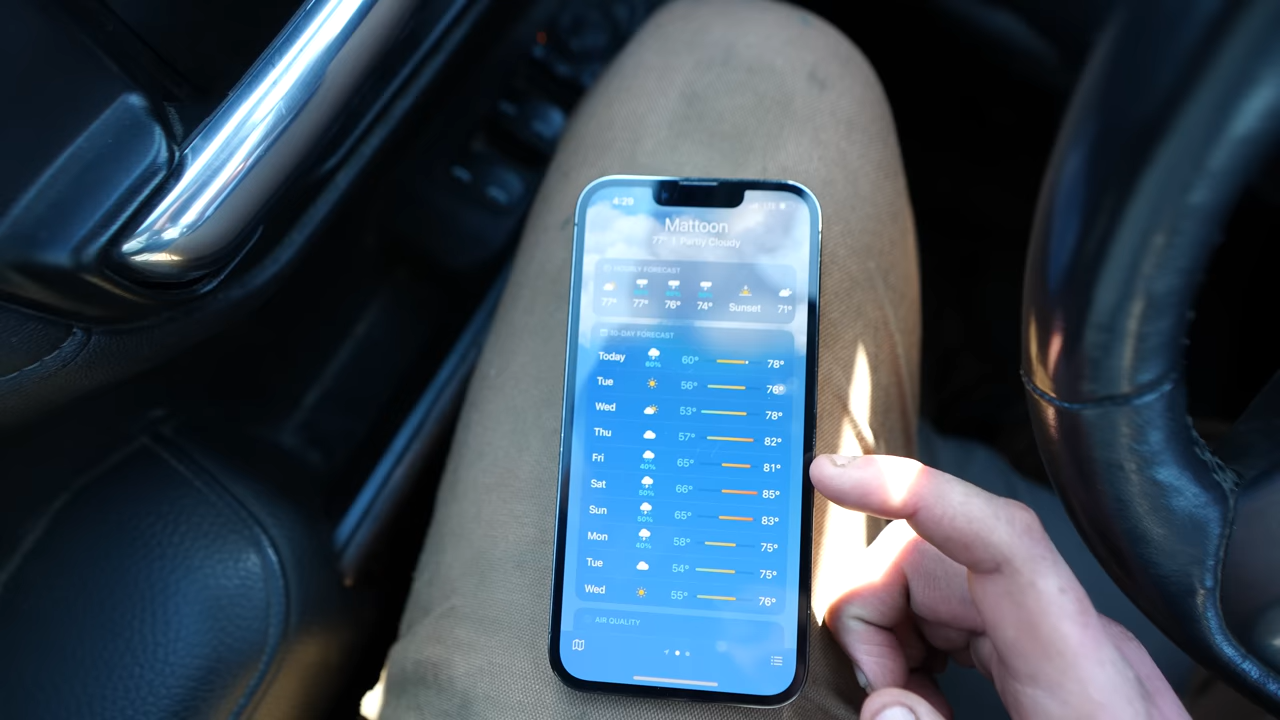 4:29 LTE
Mattoon
77° | Partly Cloudy
HOURLY FORECAST
77° 77° 76° 74° Sunset 71°
10-DAY FORECAST
Today 60% 60° 78°
Tue 56° 76°
Wed 53° 78°
Thu 57° 82°
Fri 40% 65° 81°
Sat 50% 66° 85°
Sun 50% 65° 83°
Mon 40% 58° 75°
Tue 54° 75°
Wed 55° 76°
AIR QUALITY